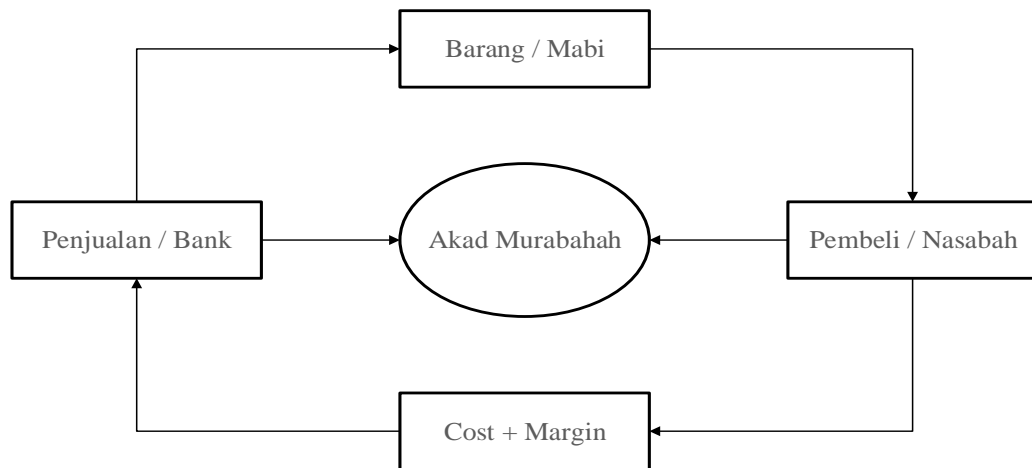 Barang / Mabi
Penjualan / Bank
Akad Murabahah
Pembeli / Nasabah
Cost + Margin